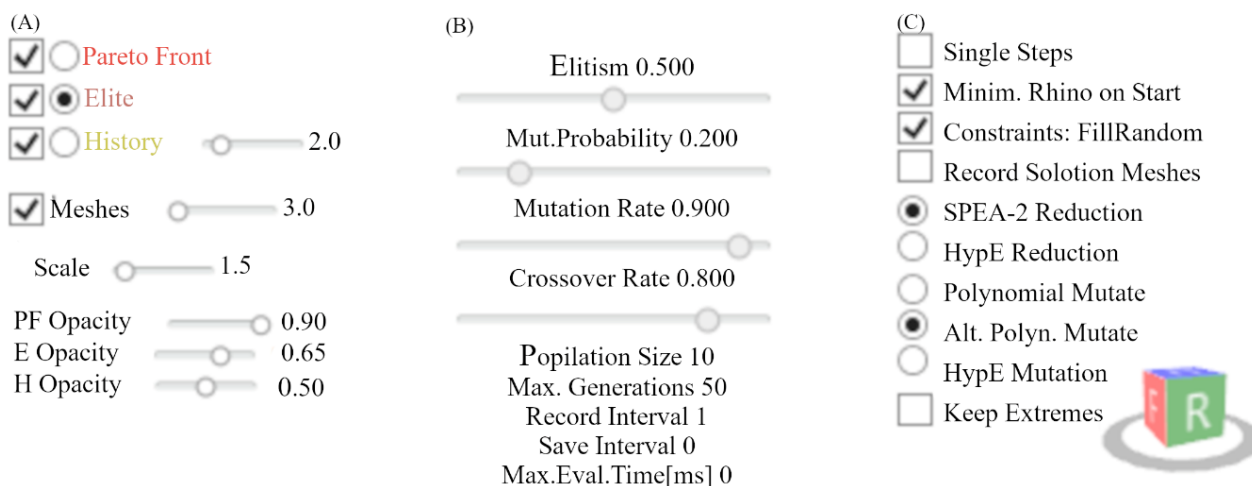 (A)
Pareto Front
Elite
History 2.0
Meshes 3.0
Scale 1.5
PF Opacity 0.90
E Opacity 0.65
H Opacity 0.50
(B)
Elitism 0.500
Mut.Probability 0.200
Mutation Rate 0.900
Crossover Rate 0.800
Popilation Size 10
Max. Generations 50
Record Interval 1
Save Interval 0
Max.Eval.Time[ms] 0
(C)
Single Steps
Minim. Rhino on Start
Constraints: FillRandom
Record Solotion Meshes
SPEA-2 Reduction
HypE Reduction
Polynomial Mutate
Alt. Polyn. Mutate
HypE Mutation
Keep Extremes
F
R